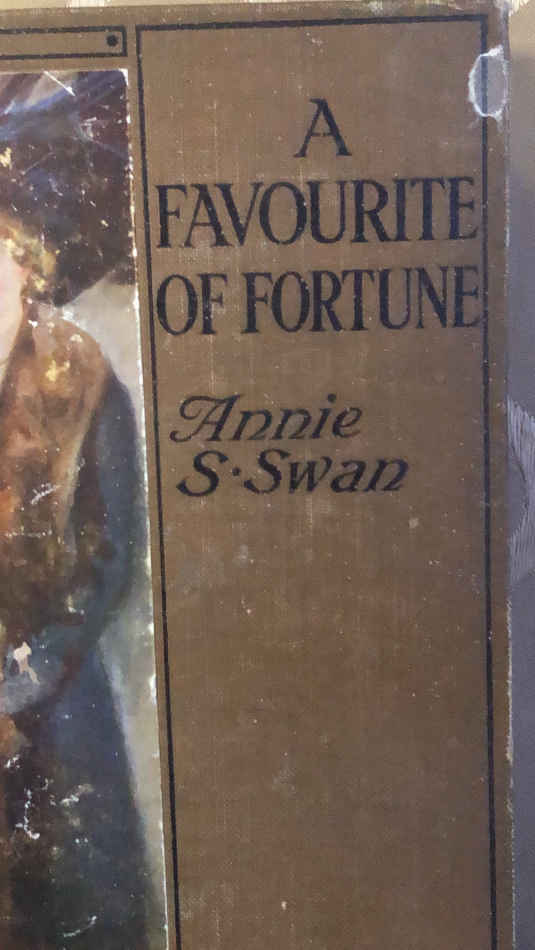 A
FAVOURITE
OF FORTUNE
Annie
S·Swan